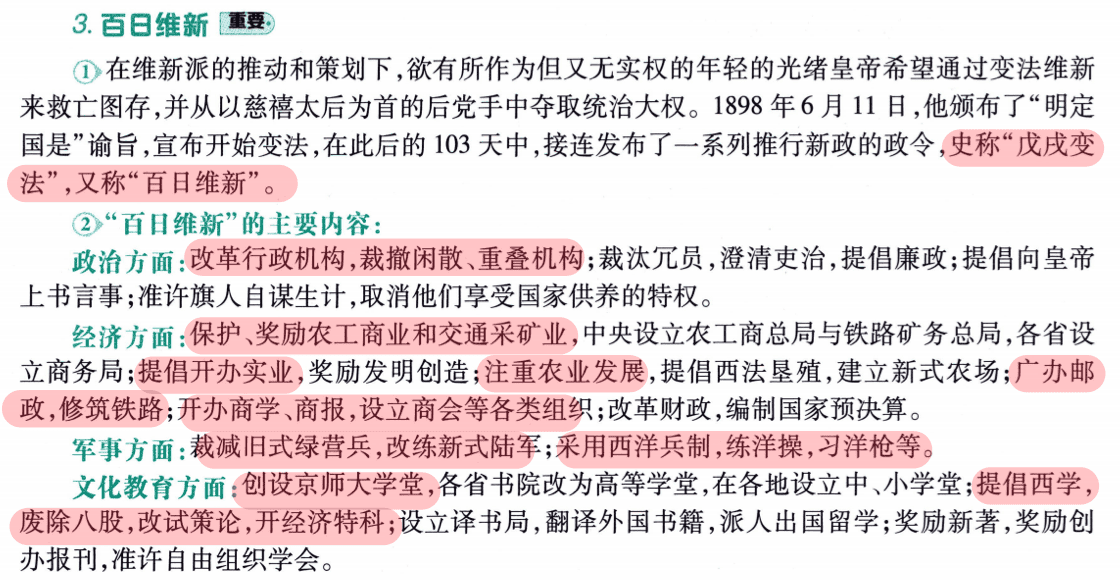 3. 百日维新 重要
① 在维新派的推动和策划下,欲有所作为但又无实权的年轻的光绪皇帝希望通过变法维新
来救亡图存,并从以慈禧太后为首的后党手中夺取统治大权。1898 年 6 月 11 日,他颁布了“明定
国是”谕旨,宣布开始变法,在此后的 103 天中,接连发布了一系列推行新政的政令,史称“戊戌变
法”,又称“百日维新”。
②“百日维新”的主要内容:
政治方面:改革行政机构,裁撤闲散、重叠机构;裁汰冗员,澄清吏治,提倡廉政;提倡向皇帝
上书言事;准许旗人自谋生计,取消他们享受国家供养的特权。
经济方面:保护、奖励农工商业和交通采矿业,中央设立农工商总局与铁路矿务总局,各省设
立商务局;提倡开办实业,奖励发明创造;注重农业发展,提倡西法垦殖,建立新式农场;广办邮
政,修筑铁路;开办商学、商报,设立商会等各类组织;改革财政,编制国家预决算。
军事方面:裁减旧式绿营兵,改练新式陆军;采用西洋兵制,练洋操,习洋枪等。
文化教育方面:创设京师大学堂,各省书院改为高等学堂,在各地设立中、小学堂;提倡西学,
废除八股,改试策论,开经济特科;设立译书局,翻译外国书籍,派人出国留学;奖励新著,奖励创
办报刊,准许自由组织学会。